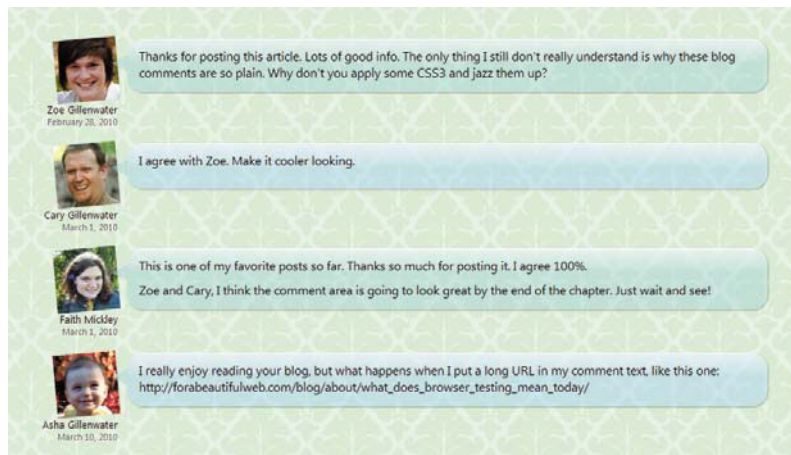 Thanks for posting this article. Lots of good info. The only thing I still don't really understand is why these blog
comments are so plain. Why don't you apply some CSS3 and jazz them up?
Zoe Gillenwater
February 28, 2010
I agree with Zoe. Make it cooler looking.
Cary Gillenwater
March 1, 2010
This is one of my favorite posts so far. Thanks so much for posting it. I agree 100%.
Zoe and Cary, I think the comment area is going to look great by the end of the chapter. Just wait and see!
Faith Mickley
March 1, 2010
I really enjoy reading your blog, but what happens when I put a long URL in my comment text, like this one:
http://forabeautifulweb.com/blog/about/what_does_browser_testing_mean_today/
Asha Gillenwater
March 10, 2010